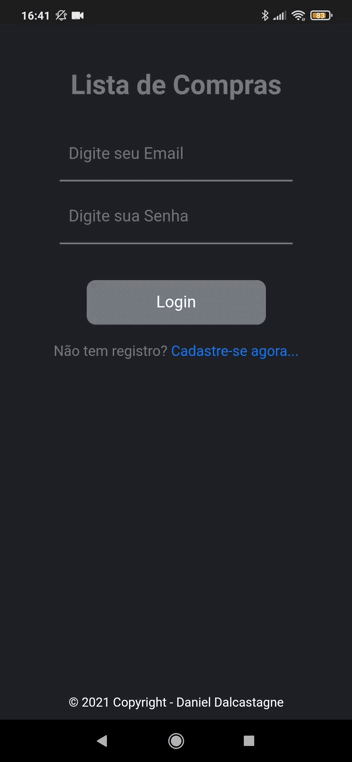 16:41
83
Lista de Compras
Digite seu Email
Digite sua Senha
Login
Não tem registro? Cadastre-se agora...
© 2021 Copyright - Daniel Dalcastagne